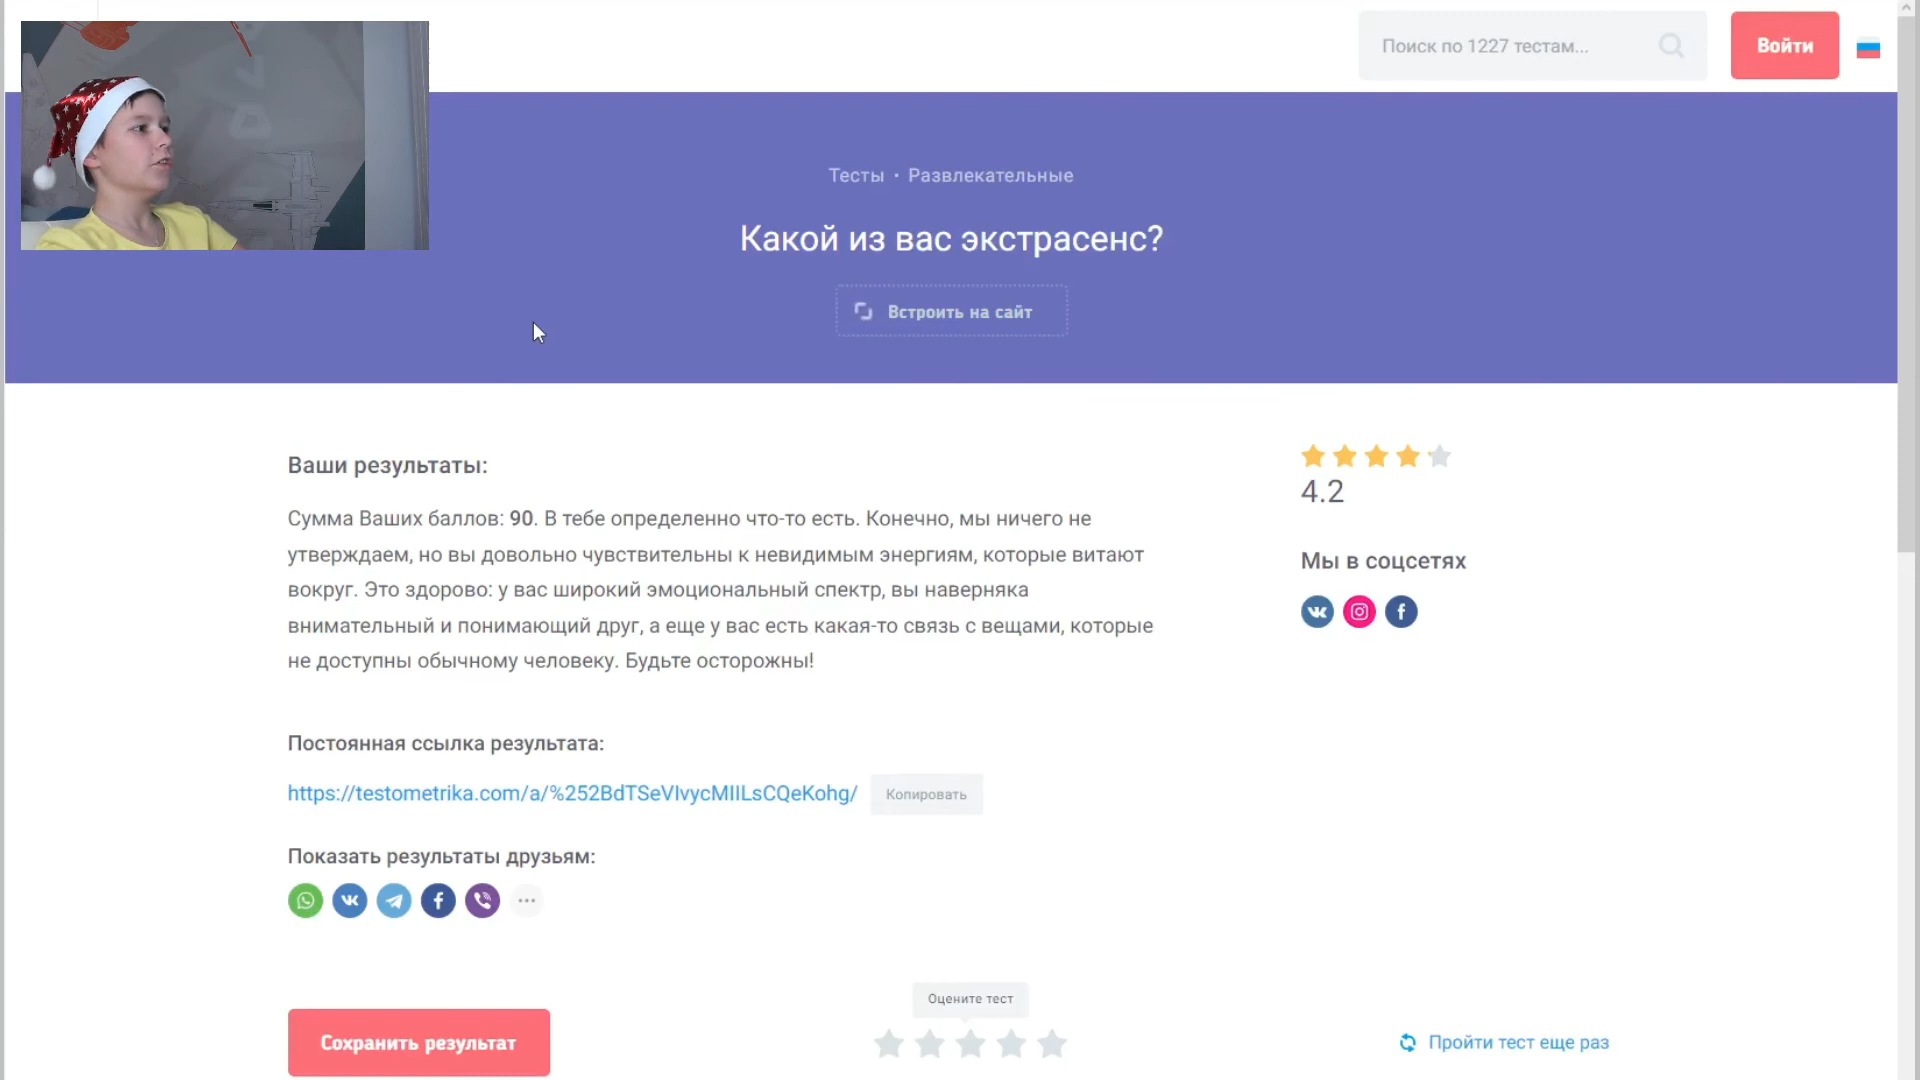 Поиск по 1227 тестам...
Войти
Тесты • Развлекательные
Какой из вас экстрасенс?
Встроить на сайт
Ваши результаты:
Сумма Ваших баллов: 90. В тебе определенно что-то есть. Конечно, мы ничего не
утверждаем, но вы довольно чувствительны к невидимым энергиям, которые витают
вокруг. Это здорово: у вас широкий эмоциональный спектр, вы наверняка
внимательный и понимающий друг, а еще у вас есть какая-то связь с вещами, которые
не доступны обычному человеку. Будьте осторожны!
4.2
Мы в соцсетях
Постоянная ссылка результата:
https://testometrika.com/a/%252BdTSeVIvycMIILsCQeKohg/
Копировать
Показать результаты друзьям:
Оцените тест
Сохранить результат
Пройти тест еще раз